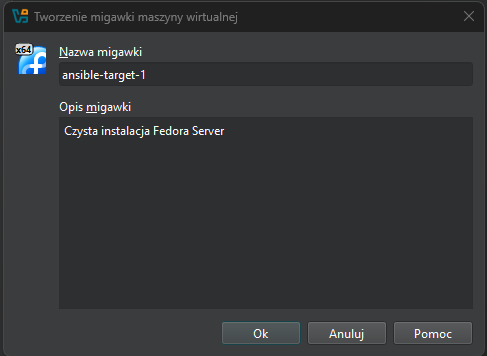 Tworzenie migawki maszyny wirtualnej
x64
Nazwa migawki
ansible-target-1
Opis migawki
Czysta instalacja Fedora Server
Ok
Anuluj
Pomoc